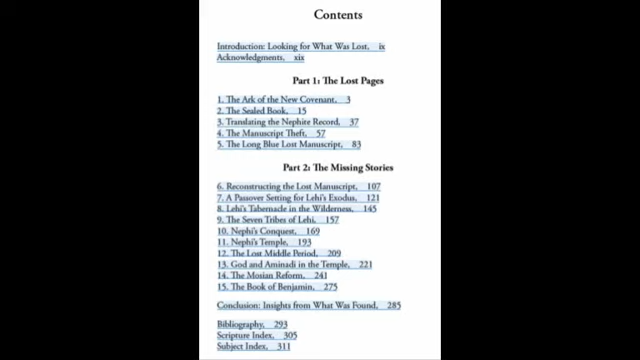 Contents
Introduction: Looking for What Was Lost, ix
Acknowledgments, xix
Part 1: The Lost Pages
1. The Ark of the New Covenant, 3
2. The Sealed Book, 15
3. Translating the Nephite Record, 37
4. The Manuscript Theft, 57
5. The Long Blue Lost Manuscript, 83
Part 2: The Missing Stories
6. Reconstructing the Lost Manuscript, 107
7. A Passover Setting for Lehi's Exodus, 121
8. Lehi's Tabernacle in the Wilderness, 145
9. The Seven Tribes of Lehi, 157
10. Nephi's Conquest, 169
11. Nephi's Temple, 193
12. The Lost Middle Period, 209
13. God and Aminadi in the Temple, 221
14. The Mosian Reform, 241
15. The Book of Benjamin, 275
Conclusion: Insights from What Was Found, 285
Bibliography, 293
Scripture Index, 305
Subject Index, 311